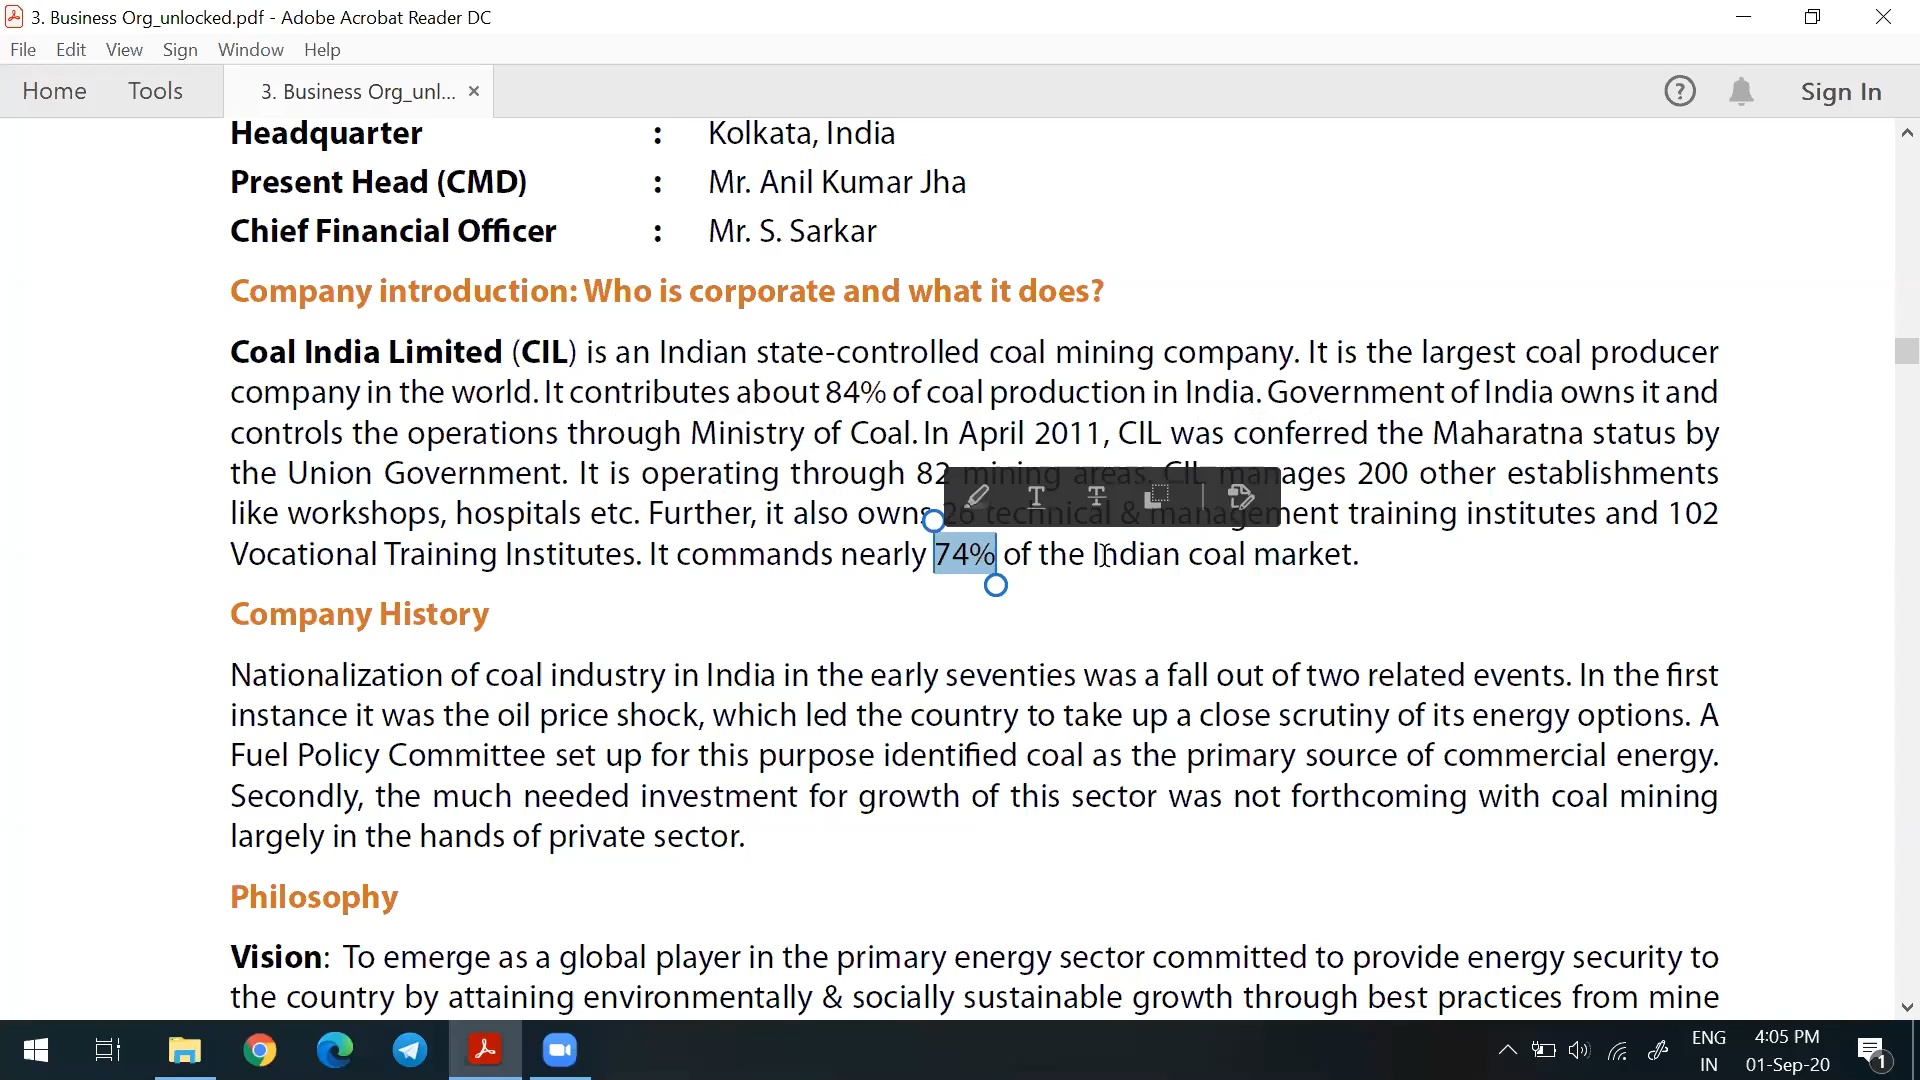 3. Business Org_unlocked.pdf - Adobe Acrobat Reader DC
File Edit View Sign Window Help
Home Tools 3. Business Org_unl... × ? Sign In
Headquarter : Kolkata, India
Present Head (CMD) : Mr. Anil Kumar Jha
Chief Financial Officer : Mr. S. Sarkar
Company introduction: Who is corporate and what it does?
Coal India Limited (CIL) is an Indian state-controlled coal mining company. It is the largest coal producer
company in the world. It contributes about 84% of coal production in India. Government of India owns it and
controls the operations through Ministry of Coal. In April 2011, CIL was conferred the Maharatna status by
the Union Government. It is operating through 82 mining areas. CIL manages 200 other establishments
like workshops, hospitals etc. Further, it also owns 26 technical & management training institutes and 102
Vocational Training Institutes. It commands nearly 74% of the Indian coal market.
Company History
Nationalization of coal industry in India in the early seventies was a fall out of two related events. In the first
instance it was the oil price shock, which led the country to take up a close scrutiny of its energy options. A
Fuel Policy Committee set up for this purpose identified coal as the primary source of commercial energy.
Secondly, the much needed investment for growth of this sector was not forthcoming with coal mining
largely in the hands of private sector.
Philosophy
Vision: To emerge as a global player in the primary energy sector committed to provide energy security to
the country by attaining environmentally & socially sustainable growth through best practices from mine
ENG 4:05 PM
IN 01-Sep-20 1